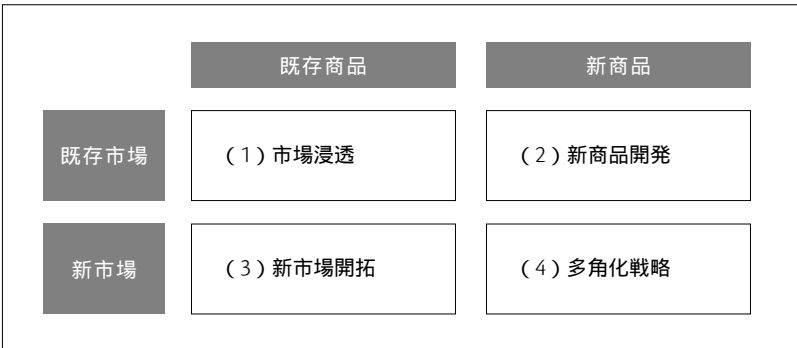 既存商品
新商品
既存市場
(1)市場浸透
(2)新商品開発
新市場
(3)新市場開拓
(4)多角化戦略